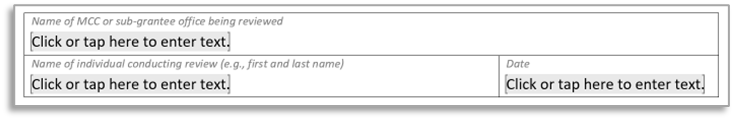 Name of MCC or sub-grantee office being reviewed
Click or tap here to enter text.
Name of individual conducting review (e.g., first and last name)
Click or tap here to enter text.
Date
Click or tap here to enter text.